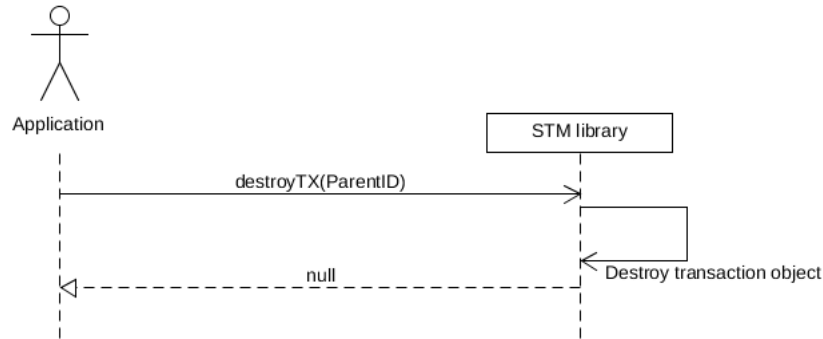 Application
STM library
destroyTX(ParentID)
Destroy transaction object
null